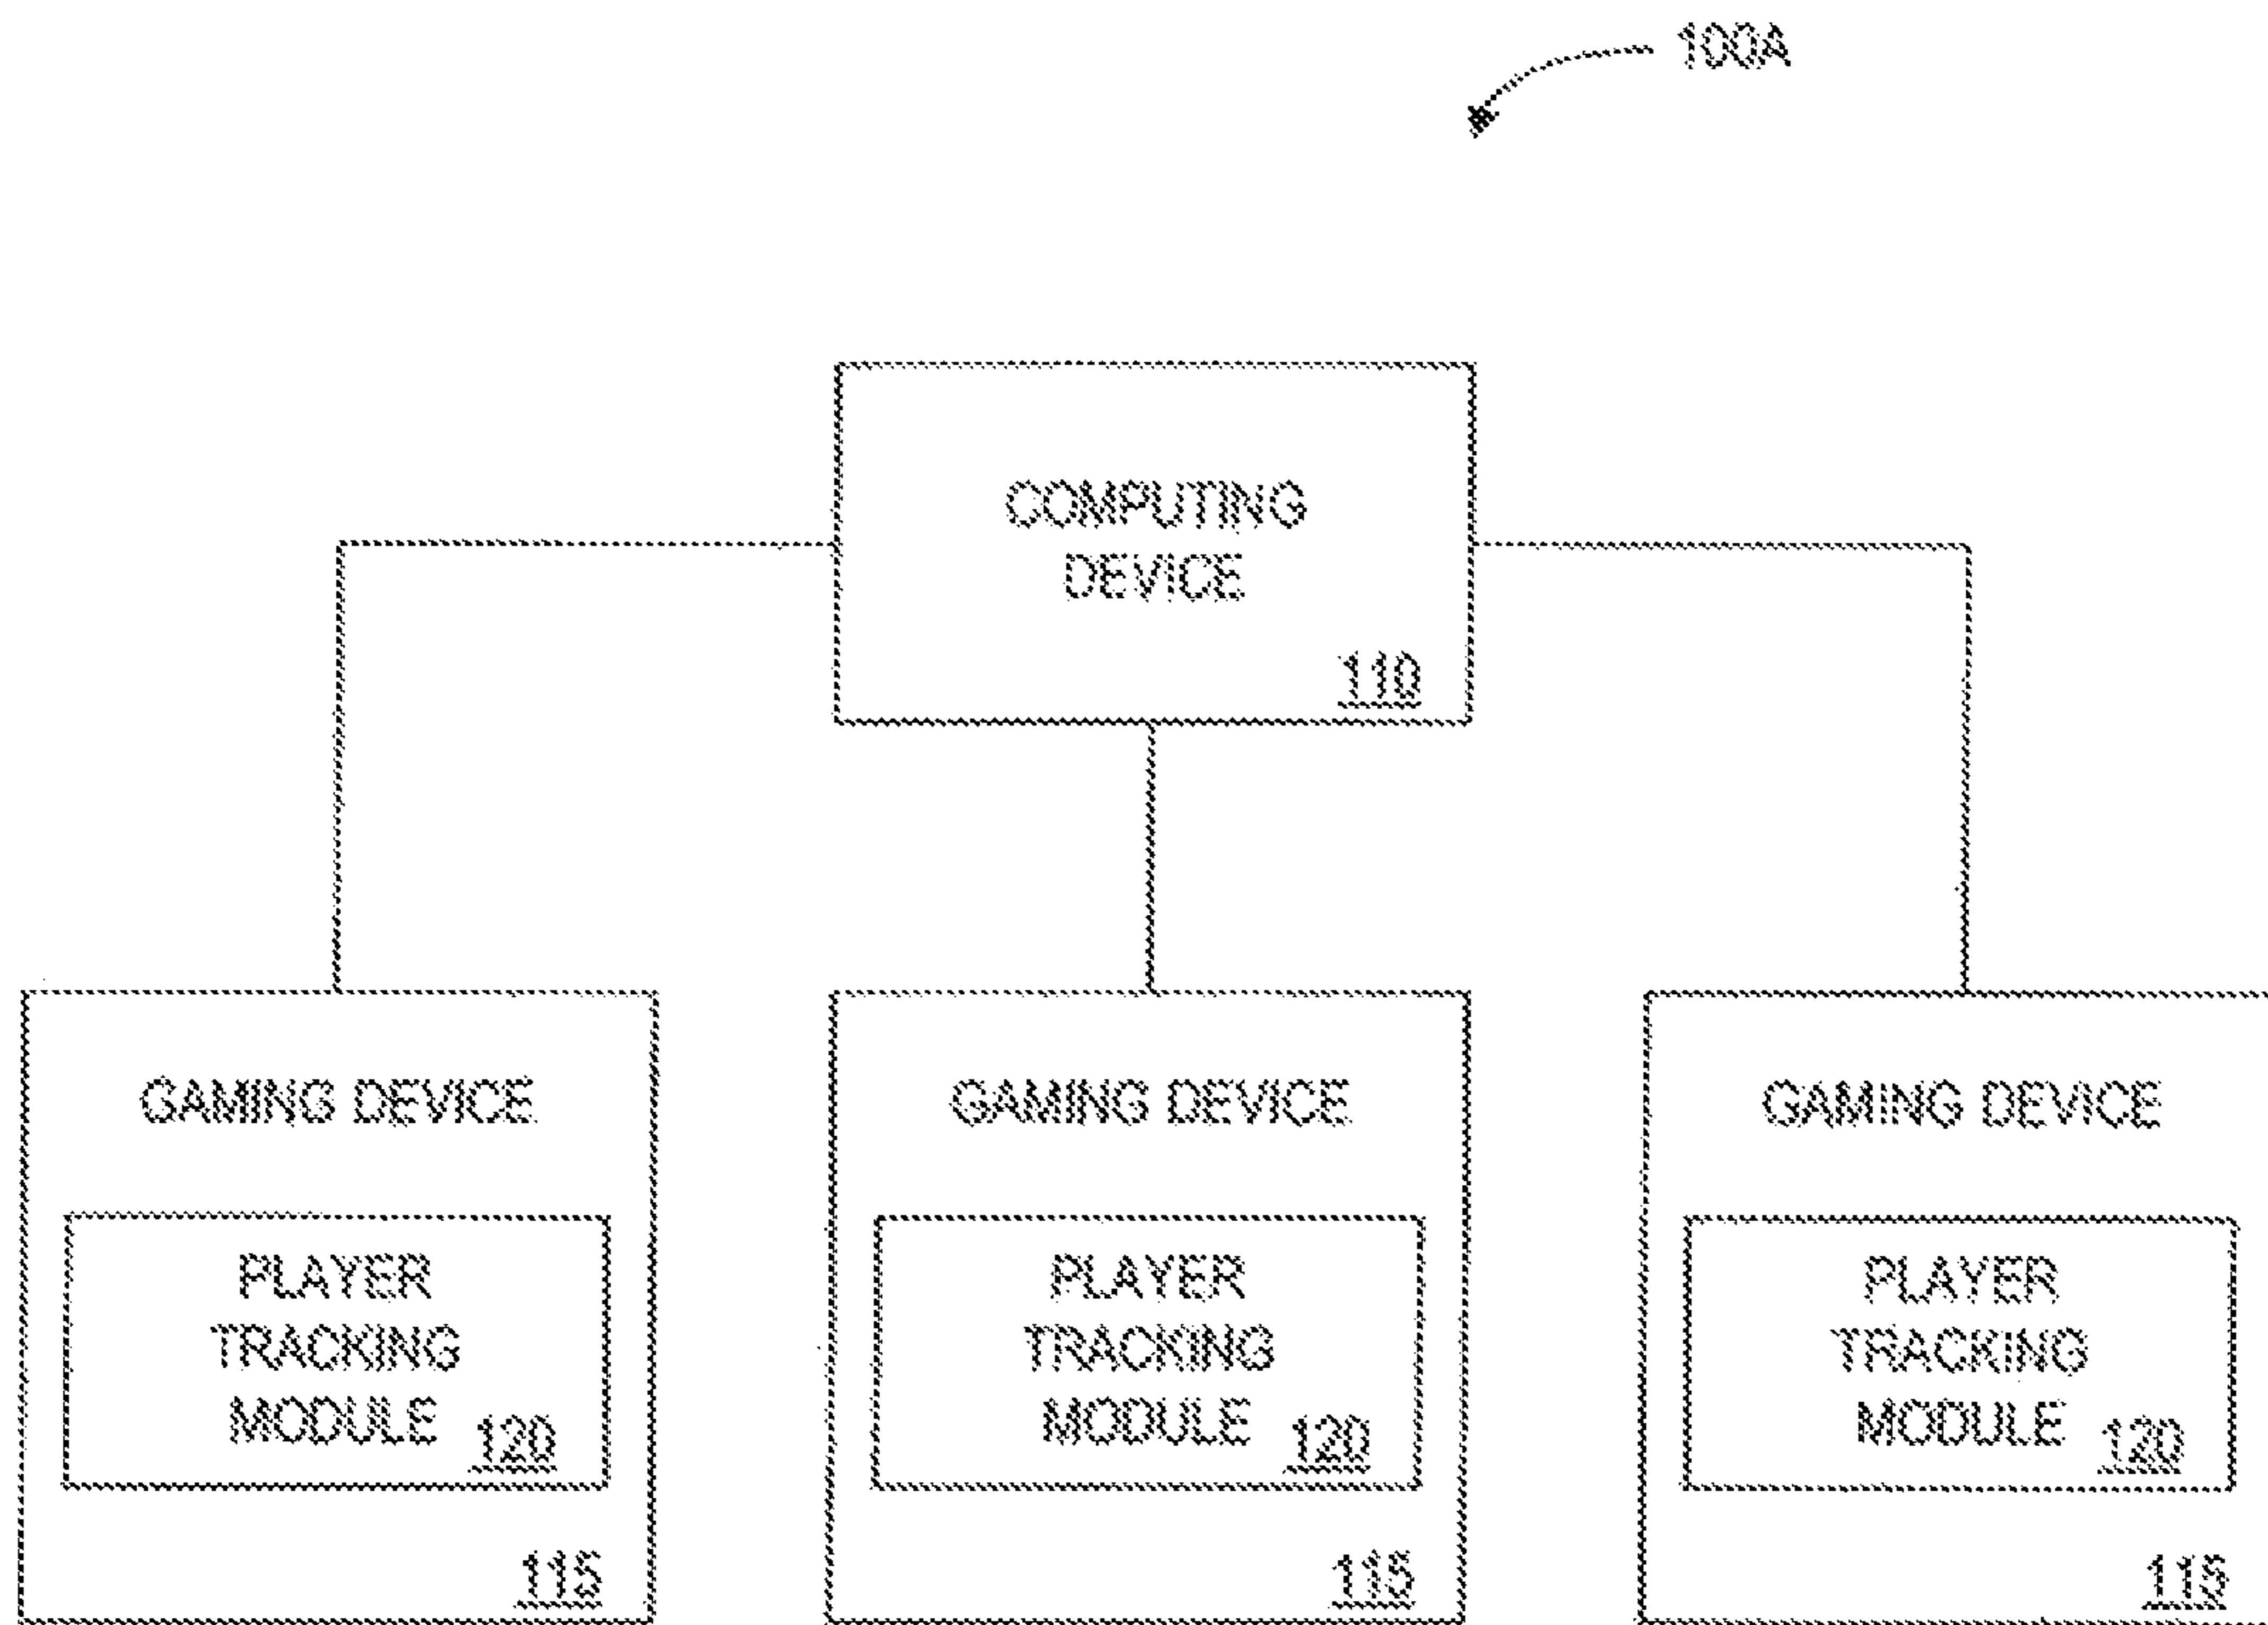 100A
COMPUTING
DEVICE
110
GAMING DEVICE
PLAYER
TRACKING
MODULE 120
115
GAMING DEVICE
PLAYER
TRACKING
MODULE 120
115
GAMING DEVICE
PLAYER
TRACKING
MODULE 120
115